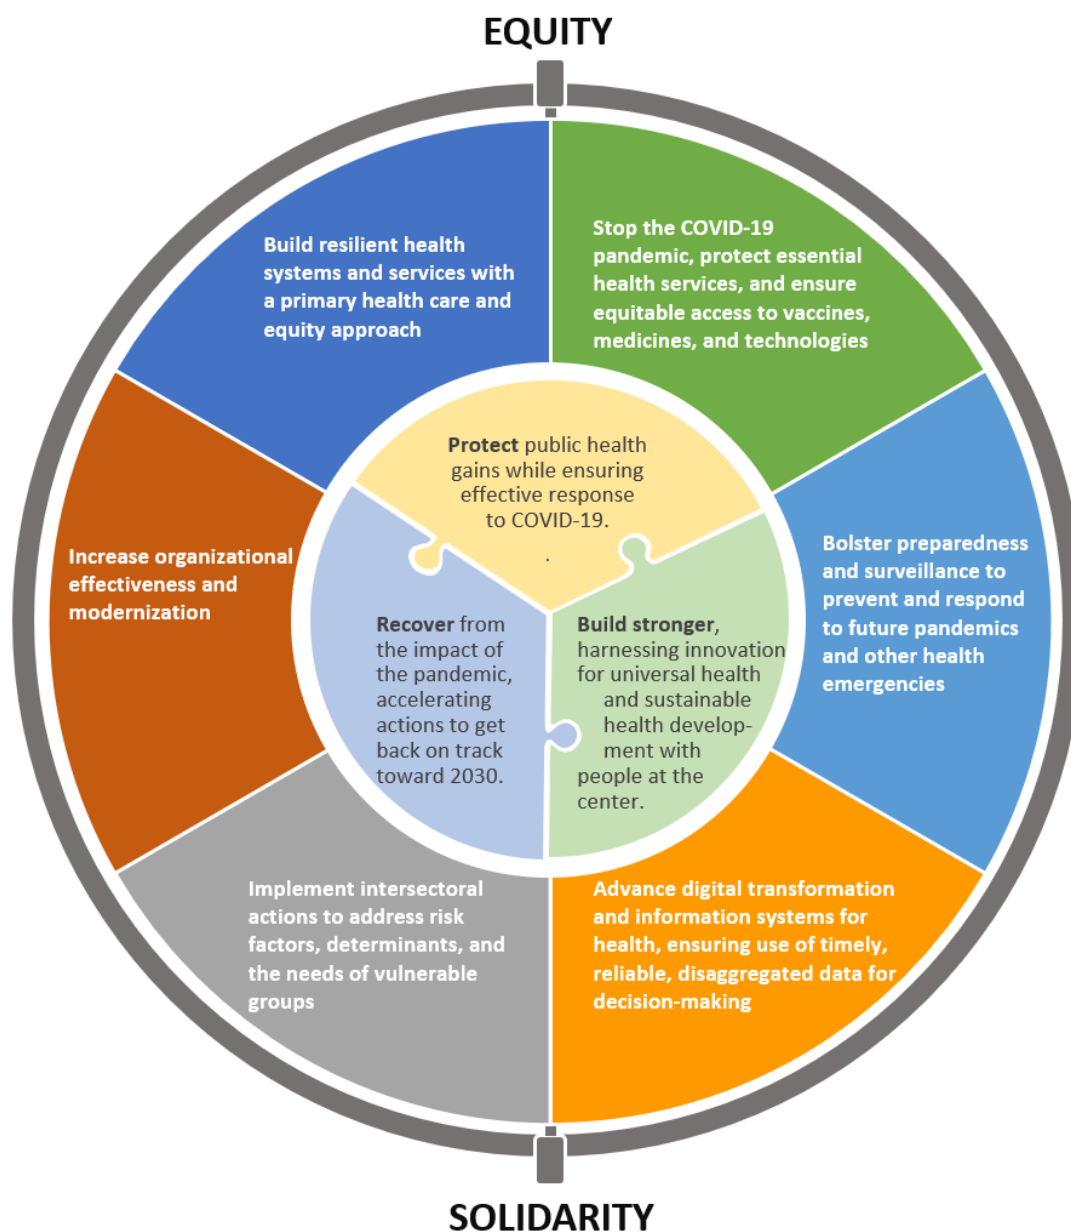 EQUITY
Build resilient health
systems and services with
a primary health care and
equity approach
Stop the COVID-19
pandemic, protect essential
health services, and ensure
equitable access to vaccines,
medicines, and technologies
Protect public health
gains while ensuring
effective response
to COVID-19.
.
Increase organizational
effectiveness and
modernization
Bolster preparedness
and surveillance to
prevent and respond
to future pandemics
and other health
emergencies
Recover from
the impact of
the pandemic,
accelerating
actions to get
back on track
toward 2030.
Build stronger,
harnessing innovation
for universal health
and sustainable
health develop-
ment with
people at the
center.
Implement intersectoral
actions to address risk
factors, determinants, and
the needs of vulnerable
groups
Advance digital transformation
and information systems for
health, ensuring use of timely,
reliable, disaggregated data for
decision-making
SOLIDARITY